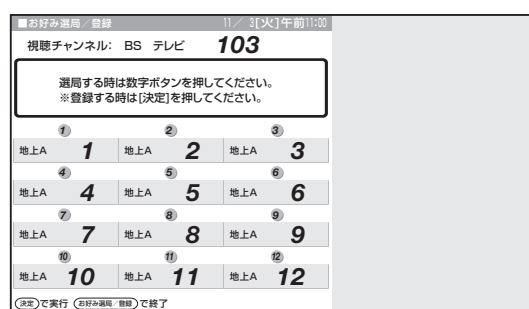 ■お好み選局／登録 11／ 3[火]午前11:00
視聴チャンネル: BS テレビ 103
選局する時は数字ボタンを押してください。
※登録する時は[決定]を押してください。
1 2 3
地上A 1 地上A 2 地上A 3
4 5 6
地上A 4 地上A 5 地上A 6
7 8 9
地上A 7 地上A 8 地上A 9
10 11 12
地上A 10 地上A 11 地上A 12
決定で実行 お好み選局／登録で終了